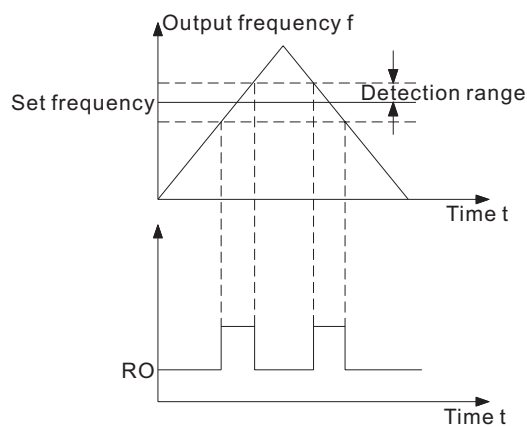 Output frequency f
Detection range
Set frequency
Time t
RO
Time t